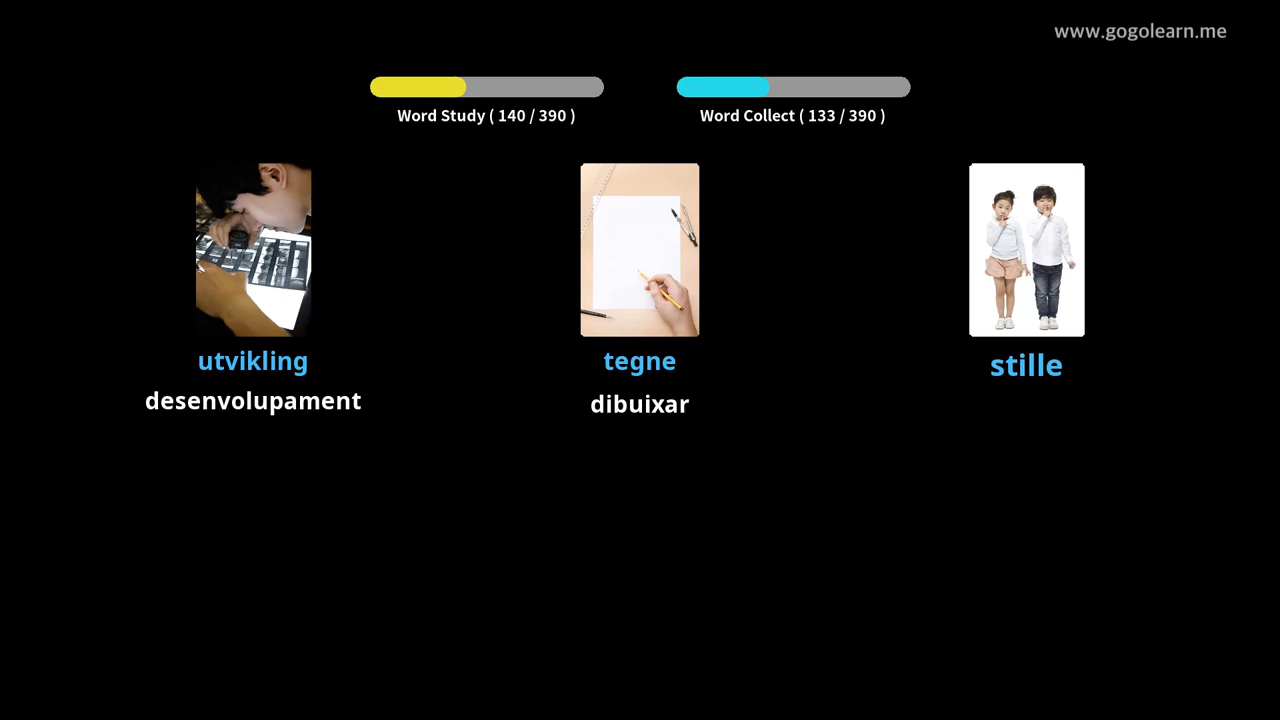 www.gogolearn.me
Word Study ( 140 / 390 )
Word Collect ( 133 / 390 )
utvikling
desenvolupament
tegne
dibuixar
stille